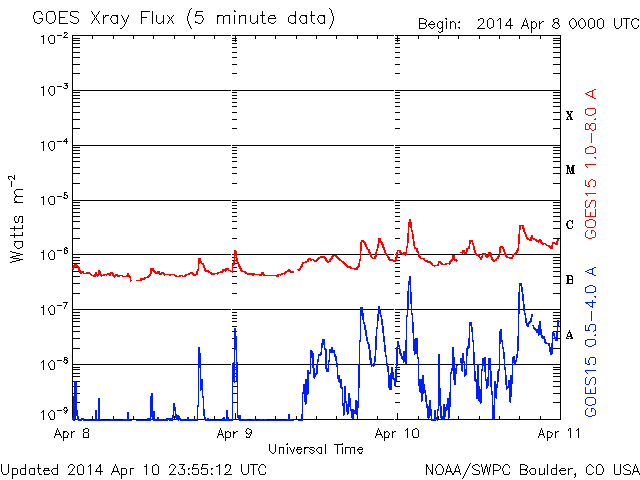 GOES Xray Flux (5 minute data)
Begin: 2014 Apr 8 0000 UTC
10⁻²
10⁻³
10⁻⁴
10⁻⁵
10⁻⁶
10⁻⁷
10⁻⁸
10⁻⁹
Watts m⁻²
X
M
C
B
A
GOES15 1.0-8.0 A
GOES15 0.5-4.0 A
Apr 8
Apr 9
Apr 10
Apr 11
Universal Time
Updated 2014 Apr 10 23:55:12 UTC
NOAA/SWPC Boulder, CO USA